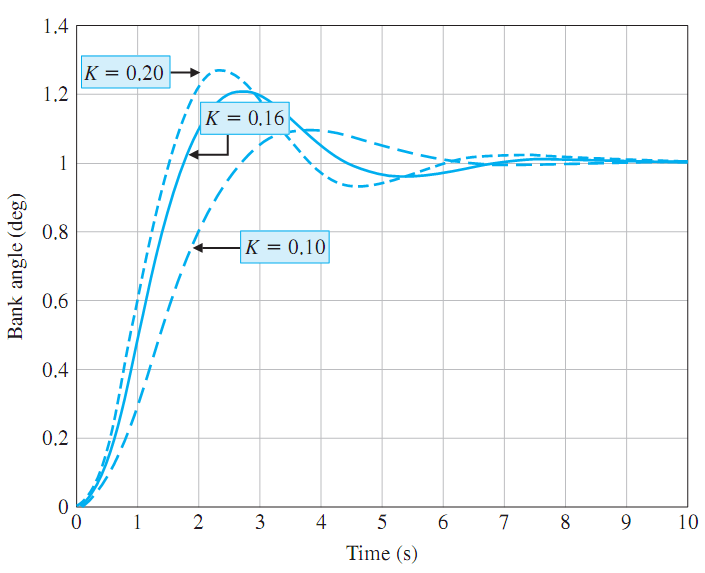 1.4
K = 0.20
1.2
K = 0.16
1
0.8
K = 0.10
0.6
0.4
0.2
0
0 1 2 3 4 5 6 7 8 9 10
Bank angle (deg)
Time (s)